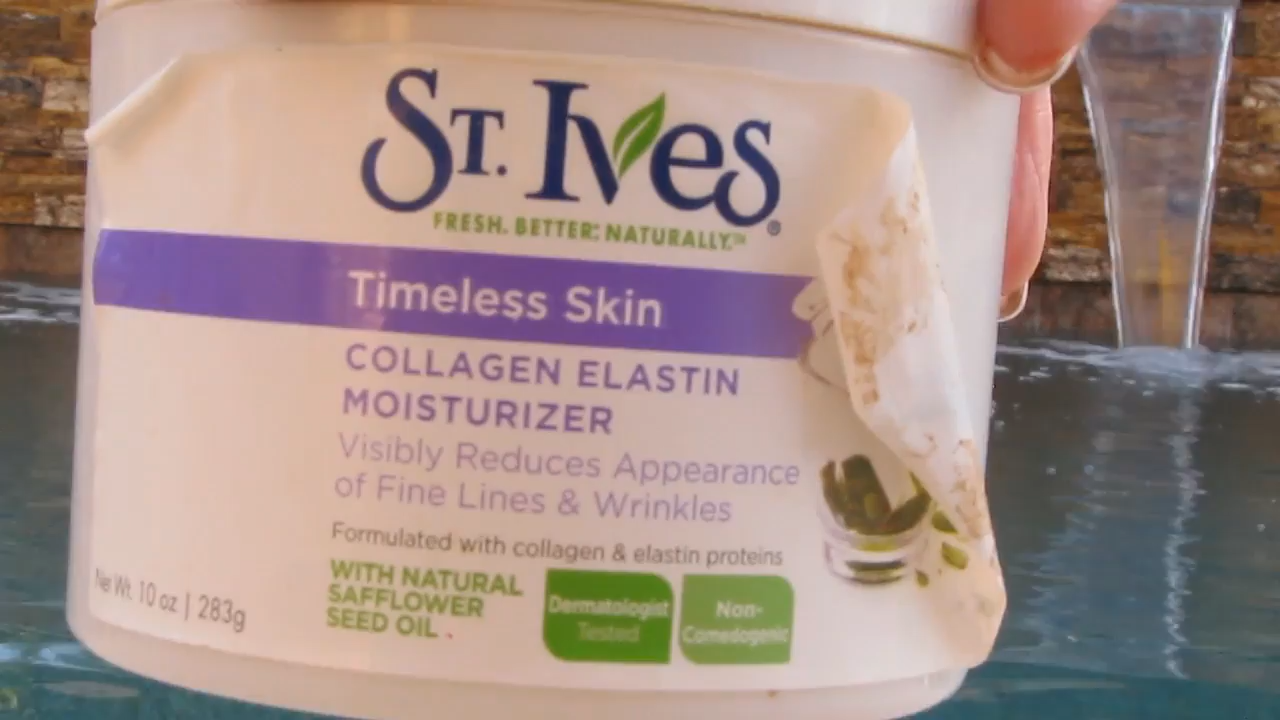 ST. Ives®
FRESH. BETTER. NATURALLY.™
Timeless Skin
COLLAGEN ELASTIN
MOISTURIZER
Visibly Reduces Appearance
of Fine Lines & Wrinkles
Formulated with collagen & elastin proteins
WITH NATURAL
SAFFLOWER
SEED OIL
Dermatologist
Tested
Non-
Comedogenic
Net Wt. 10 oz | 283g